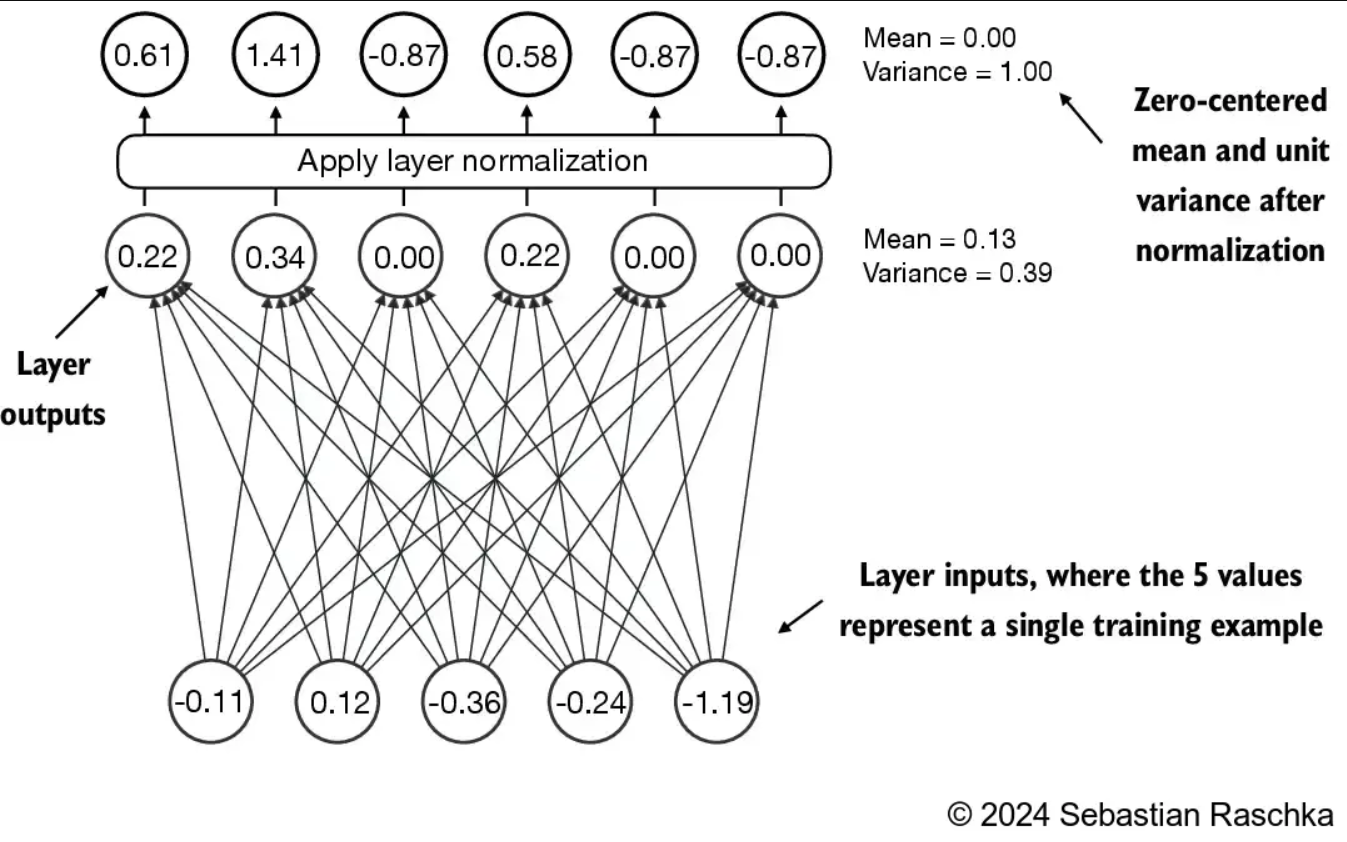 0.61 1.41 -0.87 0.58 -0.87 -0.87
Mean = 0.00
Variance = 1.00
Zero-centered
mean and unit
variance after
normalization
Apply layer normalization
0.22 0.34 0.00 0.22 0.00 0.00
Mean = 0.13
Variance = 0.39
Layer
outputs
Layer inputs, where the 5 values
represent a single training example
-0.11 0.12 -0.36 -0.24 -1.19
© 2024 Sebastian Raschka